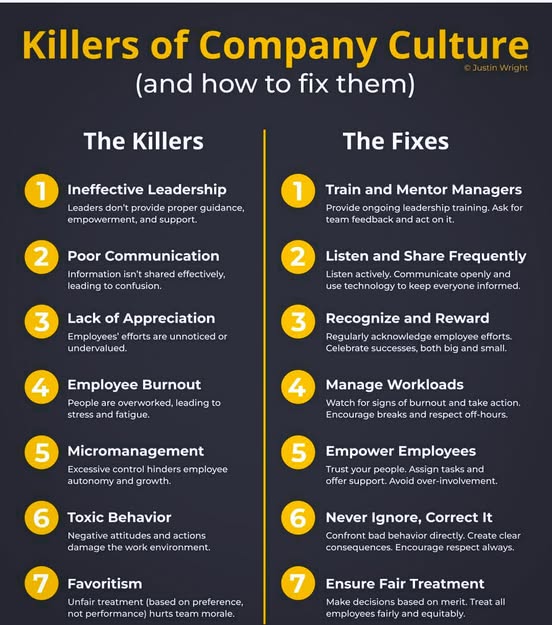 Killers of Company Culture
© Justin Wright
(and how to fix them)
The Killers
1
Ineffective Leadership
Leaders don't provide proper guidance,
empowerment, and support.
2
Poor Communication
Information isn't shared effectively,
leading to confusion.
3
Lack of Appreciation
Employees' efforts are unnoticed or
undervalued.
4
Employee Burnout
People are overworked, leading to
stress and fatigue.
5
Micromanagement
Excessive control hinders employee
autonomy and growth.
6
Toxic Behavior
Negative attitudes and actions
damage the work environment.
7
Favoritism
Unfair treatment (based on preference,
not performance) hurts team morale.
The Fixes
1
Train and Mentor Managers
Provide ongoing leadership training. Ask for
team feedback and act on it.
2
Listen and Share Frequently
Listen actively. Communicate openly and
use technology to keep everyone informed.
3
Recognize and Reward
Regularly acknowledge employee efforts.
Celebrate successes, both big and small.
4
Manage Workloads
Watch for signs of burnout and take action.
Encourage breaks and respect off-hours.
5
Empower Employees
Trust your people. Assign tasks and
offer support. Avoid over-involvement.
6
Never Ignore, Correct It
Confront bad behavior directly. Create clear
consequences. Encourage respect always.
7
Ensure Fair Treatment
Make decisions based on merit. Treat all
employees fairly and equitably.